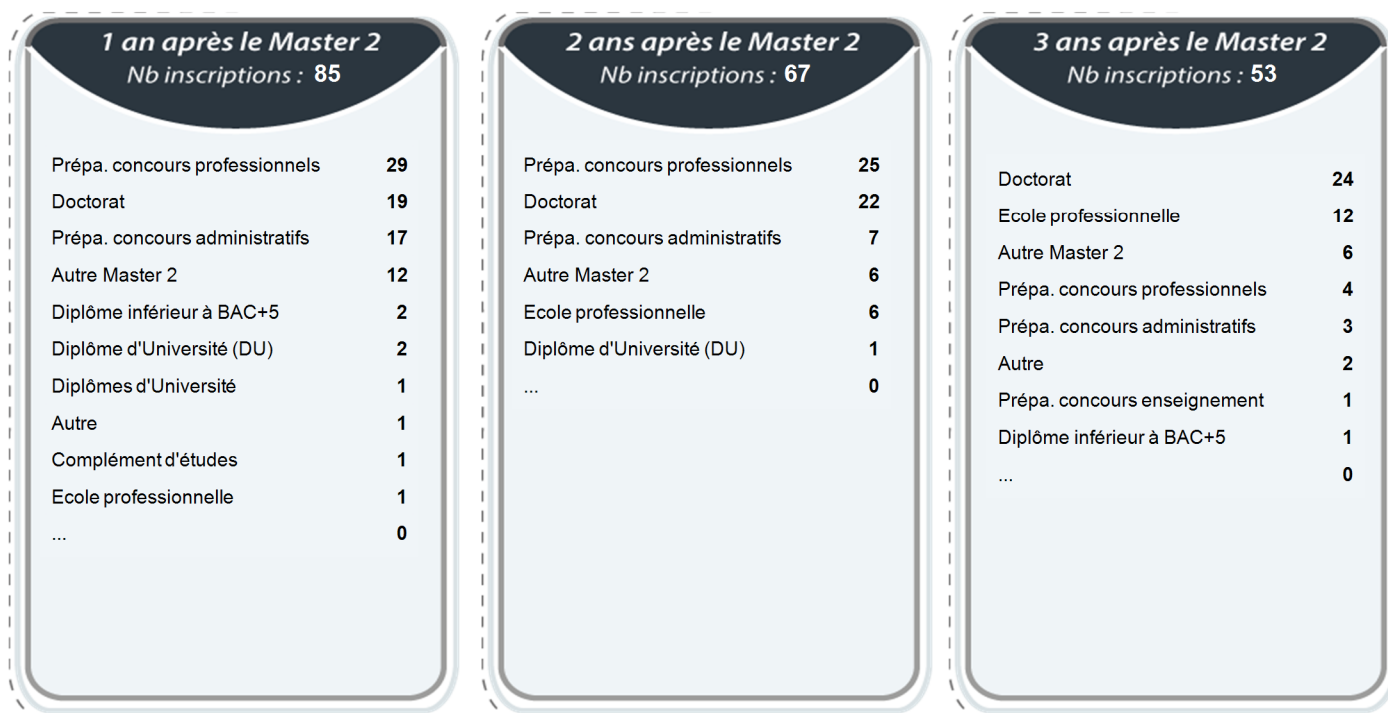 1 an après le Master 2
Nb inscriptions : 85
Prépa. concours professionnels 29
Doctorat 19
Prépa. concours administratifs 17
Autre Master 2 12
Diplôme inférieur à BAC+5 2
Diplôme d'Université (DU) 2
Diplômes d'Université 1
Autre 1
Complément d'études 1
Ecole professionnelle 1
... 0
2 ans après le Master 2
Nb inscriptions : 67
Prépa. concours professionnels 25
Doctorat 22
Prépa. concours administratifs 7
Autre Master 2 6
Ecole professionnelle 6
Diplôme d'Université (DU) 1
... 0
3 ans après le Master 2
Nb inscriptions : 53
Doctorat 24
Ecole professionnelle 12
Autre Master 2 6
Prépa. concours professionnels 4
Prépa. concours administratifs 3
Autre 2
Prépa. concours enseignement 1
Diplôme inférieur à BAC+5 1
... 0